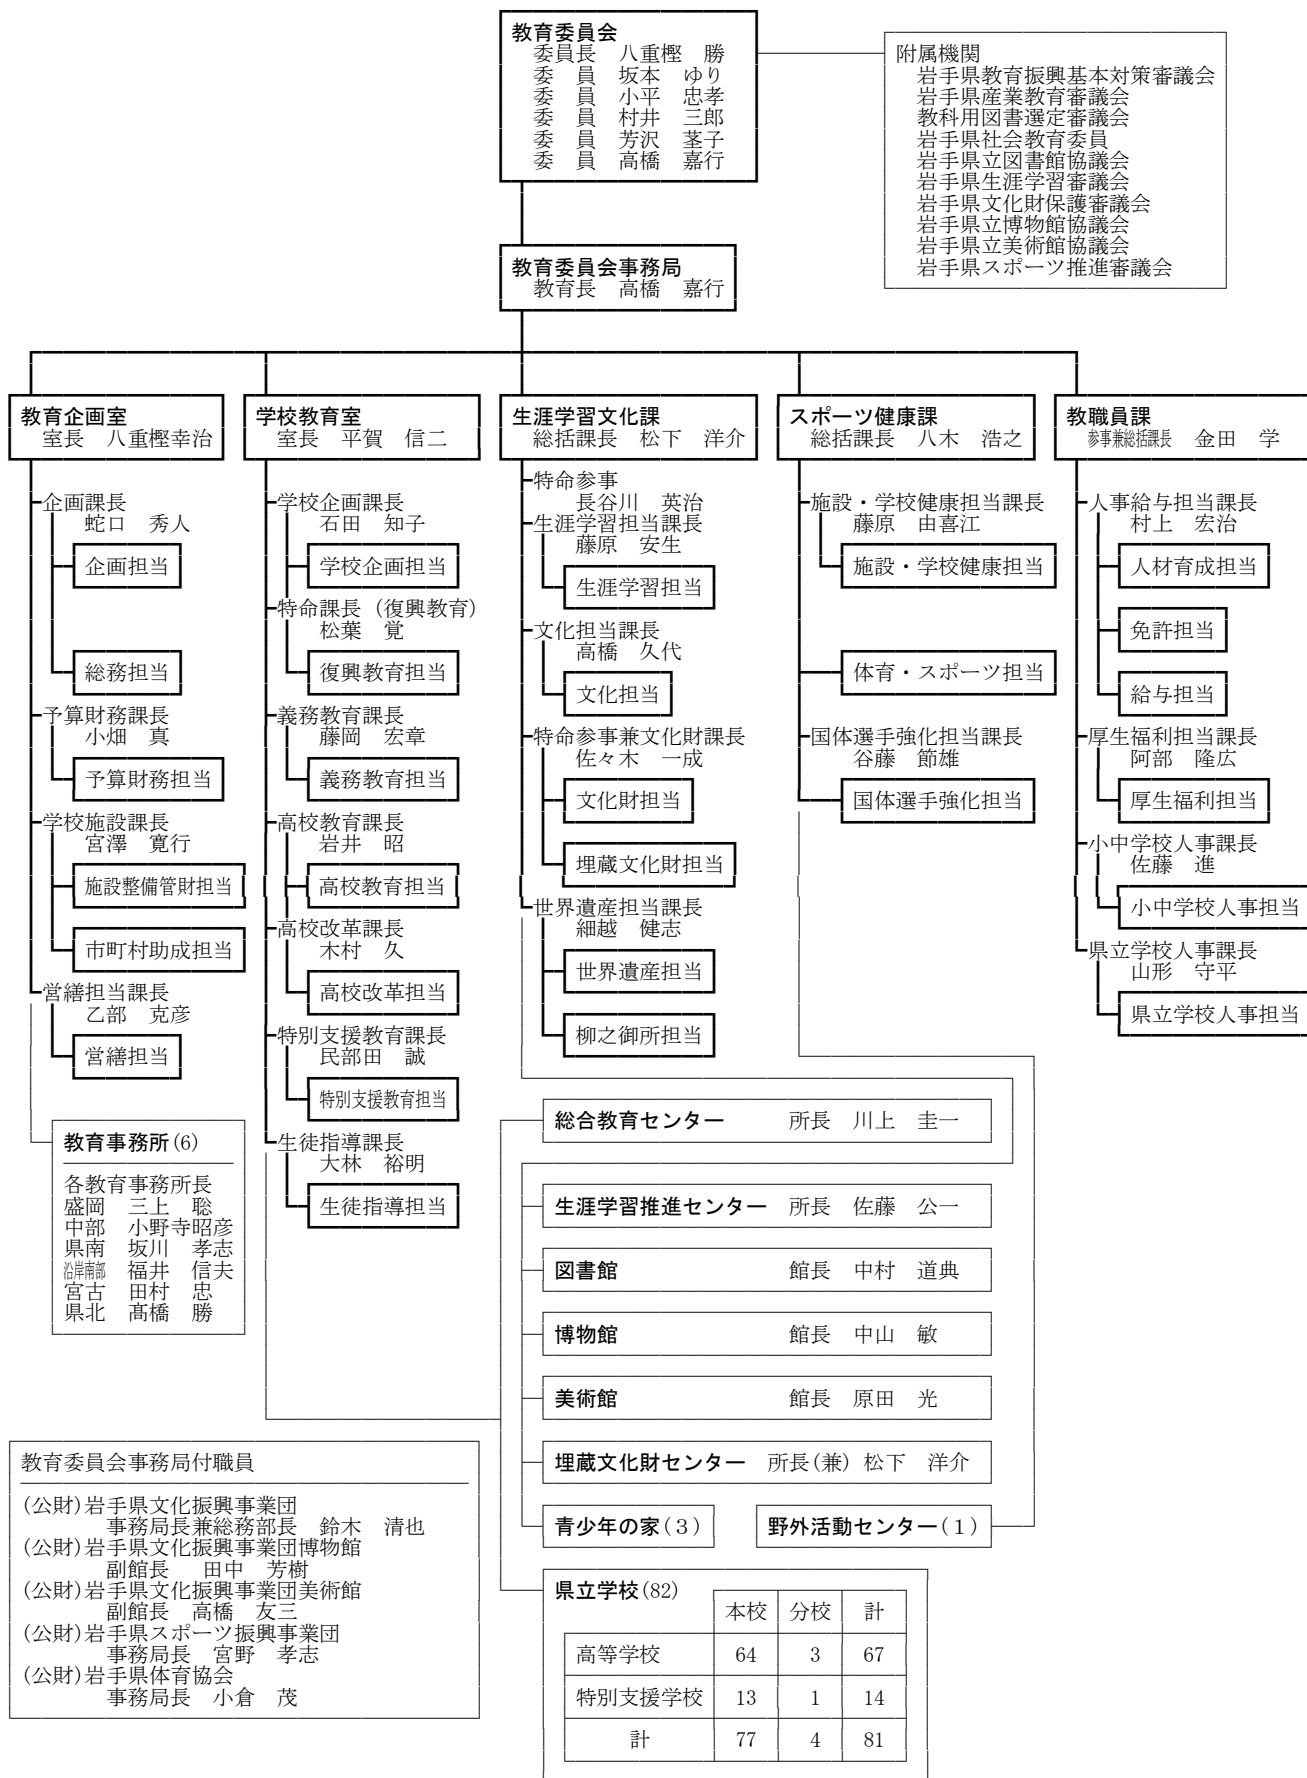 教育委員会
委員長　八重樫　勝
委　員　坂本　ゆり
委　員　小平　忠孝
委　員　村井　三郎
委　員　芳沢　茎子
委　員　高橋　嘉行
附属機関
岩手県教育振興基本対策審議会
岩手県産業教育審議会
教科用図書選定審議会
岩手県社会教育委員
岩手県立図書館協議会
岩手県生涯学習審議会
岩手県文化財保護審議会
岩手県立博物館協議会
岩手県立美術館協議会
岩手県スポーツ推進審議会
教育委員会事務局
教育長　高橋　嘉行
教育企画室
室長　八重樫幸治
企画課長
蛇口　秀人
企画担当
総務担当
予算財務課長
小畑　真
予算財務担当
学校施設課長
宮澤　寛行
施設整備管財担当
市町村助成担当
営繕担当課長
乙部　克彦
営繕担当
教育事務所(6)
各教育事務所長
盛岡　三上　聡
中部　小野寺昭彦
県南　坂川　孝志
沿岸南部　福井　信夫
宮古　田村　忠
県北　髙橋　勝
学校教育室
室長　平賀　信二
学校企画課長
石田　知子
学校企画担当
特命課長（復興教育）
松葉　覚
復興教育担当
義務教育課長
藤岡　宏章
義務教育担当
高校教育課長
岩井　昭
高校教育担当
高校改革課長
木村　久
高校改革担当
特別支援教育課長
民部田　誠
特別支援教育担当
生徒指導課長
大林　裕明
生徒指導担当
生涯学習文化課
総括課長　松下　洋介
特命参事
長谷川　英治
生涯学習担当課長
藤原　安生
生涯学習担当
文化担当課長
高橋　久代
文化担当
特命参事兼文化財課長
佐々木　一成
文化財担当
埋蔵文化財担当
世界遺産担当課長
細越　健志
世界遺産担当
柳之御所担当
スポーツ健康課
総括課長　八木　浩之
施設・学校健康担当課長
藤原　由喜江
施設・学校健康担当
体育・スポーツ担当
国体選手強化担当課長
谷藤　節雄
国体選手強化担当
教職員課
参事兼総括課長　金田　学
人事給与担当課長
村上　宏治
人材育成担当
免許担当
給与担当
厚生福利担当課長
阿部　隆広
厚生福利担当
小中学校人事課長
佐藤　進
小中学校人事担当
県立学校人事課長
山形　守平
県立学校人事担当
総合教育センター　所長　川上　圭一
生涯学習推進センター　所長　佐藤　公一
図書館　館長　中村　道典
博物館　館長　中山　敏
美術館　館長　原田　光
埋蔵文化財センター　所長(兼)　松下　洋介
青少年の家(３)
野外活動センター(１)
県立学校(82)
本校　分校　計
高等学校　64　3　67
特別支援学校　13　1　14
計　77　4　81
教育委員会事務局付職員
(公財)岩手県文化振興事業団
事務局長兼総務部長　鈴木　清也
(公財)岩手県文化振興事業団博物館
副館長　田中　芳樹
(公財)岩手県文化振興事業団美術館
副館長　高橋　友三
(公財)岩手県スポーツ振興事業団
事務局長　宮野　孝志
(公財)岩手県体育協会
事務局長　小倉　茂